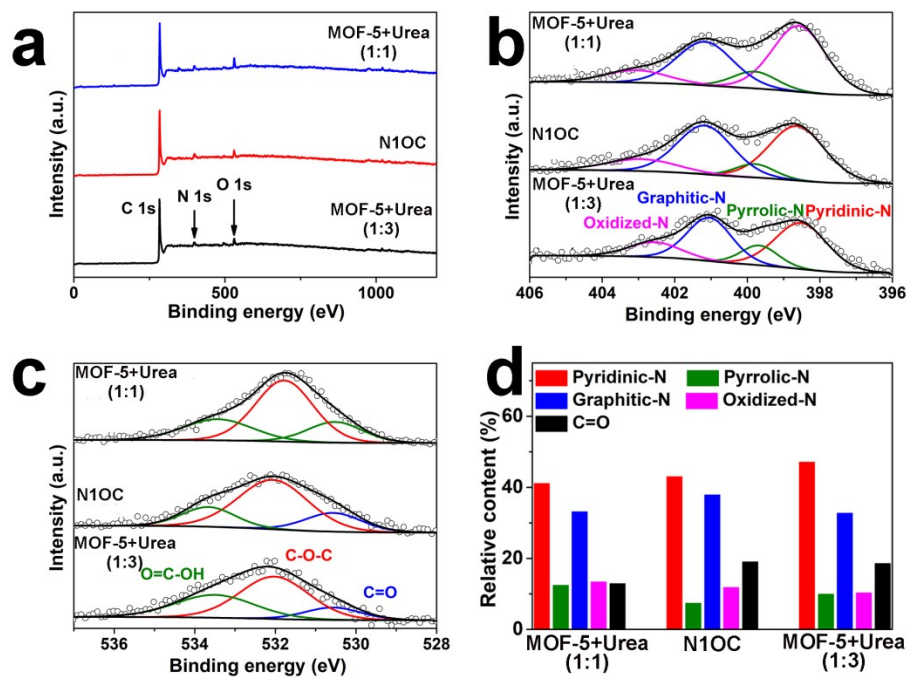 a
MOF-5+Urea
(1:1)
N1OC
C 1s
N 1s
O 1s
MOF-5+Urea
(1:3)
Intensity (a.u.)
0 500 1000
Binding energy (eV)
b
MOF-5+Urea
(1:1)
N1OC
MOF-5+Urea
(1:3)
Graphitic-N
Oxidized-N
Pyrrolic-N
Pyridinic-N
Intensity (a.u.)
406 404 402 400 398 396
Binding energy (eV)
c
MOF-5+Urea
(1:1)
N1OC
MOF-5+Urea
(1:3)
O=C-OH
C-O-C
C=O
Intensity (a.u.)
536 534 532 530 528
Binding energy (eV)
d
Pyridinic-N Pyrrolic-N
Graphitic-N Oxidized-N
C=O
Relative content (%)
60
40
20
0
MOF-5+Urea
(1:1)
N1OC
MOF-5+Urea
(1:3)